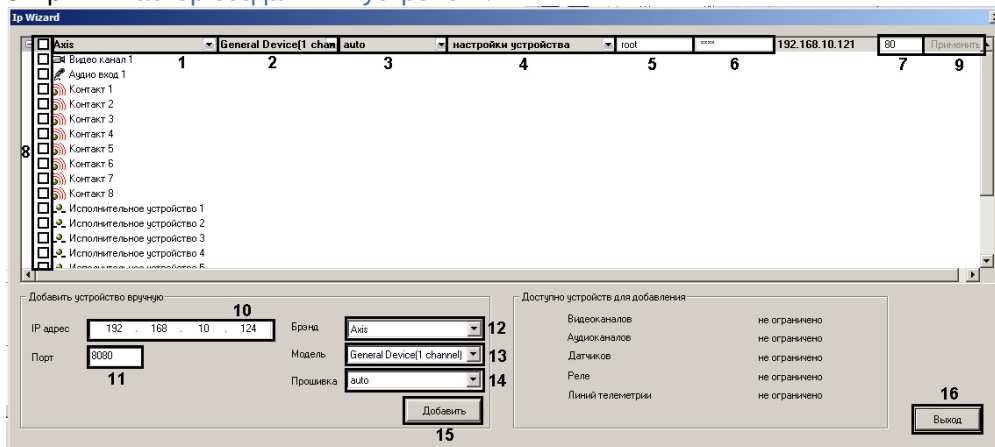 Ip Wizard
Axis General Device(1 chan auto настройки устройства root **** 192.168.10.121 80 Применить
1 2 3 4 5 6 7 9
Видео канал 1
Аудио вход 1
Контакт 1
Контакт 2
Контакт 3
Контакт 4
8
Контакт 5
Контакт 6
Контакт 7
Контакт 8
Исполнительное устройство 1
Исполнительное устройство 2
Исполнительное устройство 3
Исполнительное устройство 4
Добавить устройство вручную
10
IP адрес 192 . 168 . 10 . 124
Порт 8080
11
Брэнд Axis 12
Модель General Device(1 channel) 13
Прошивка auto 14
Добавить
15
Доступно устройств для добавления
Видеоканалов не ограничено
Аудиоканалов не ограничено
Датчиков не ограничено
Реле не ограничено
Линий телеметрии не ограничено
16
Выход